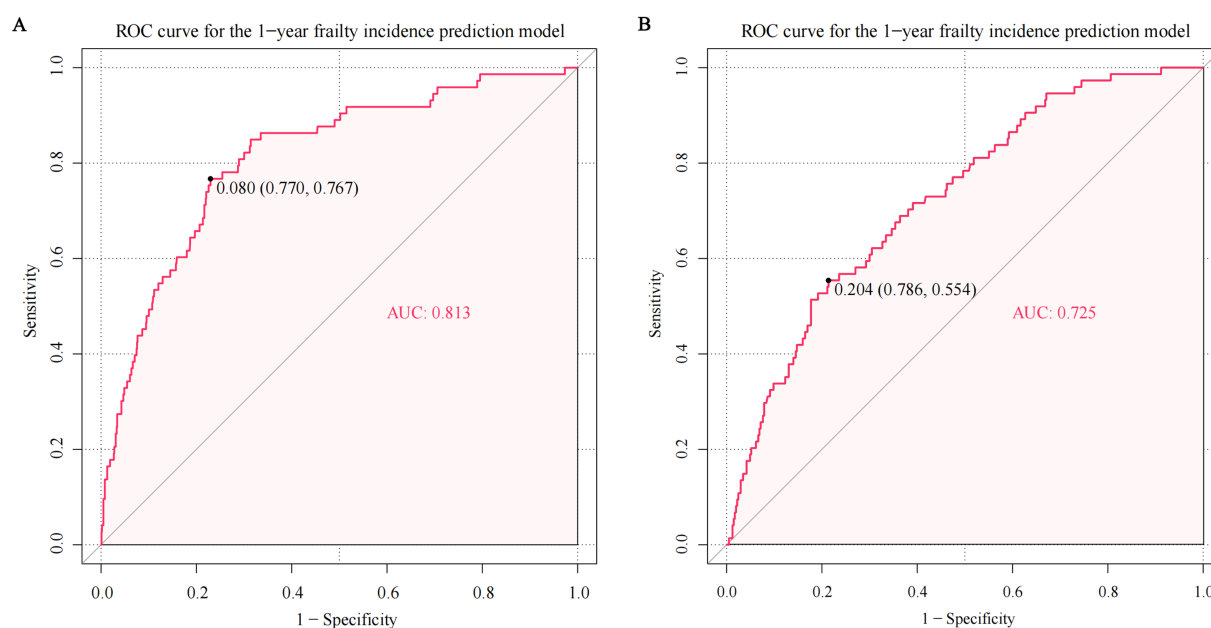 A
ROC curve for the 1−year frailty incidence prediction model
1.0
0.8
0.6
0.4
0.2
0.0
Sensitivity
0.080 (0.770, 0.767)
AUC: 0.813
0.0 0.2 0.4 0.6 0.8 1.0
1 − Specificity
B
ROC curve for the 1−year frailty incidence prediction model
1.0
0.8
0.6
0.4
0.2
0.0
Sensitivity
0.204 (0.786, 0.554)
AUC: 0.725
0.0 0.2 0.4 0.6 0.8 1.0
1 − Specificity